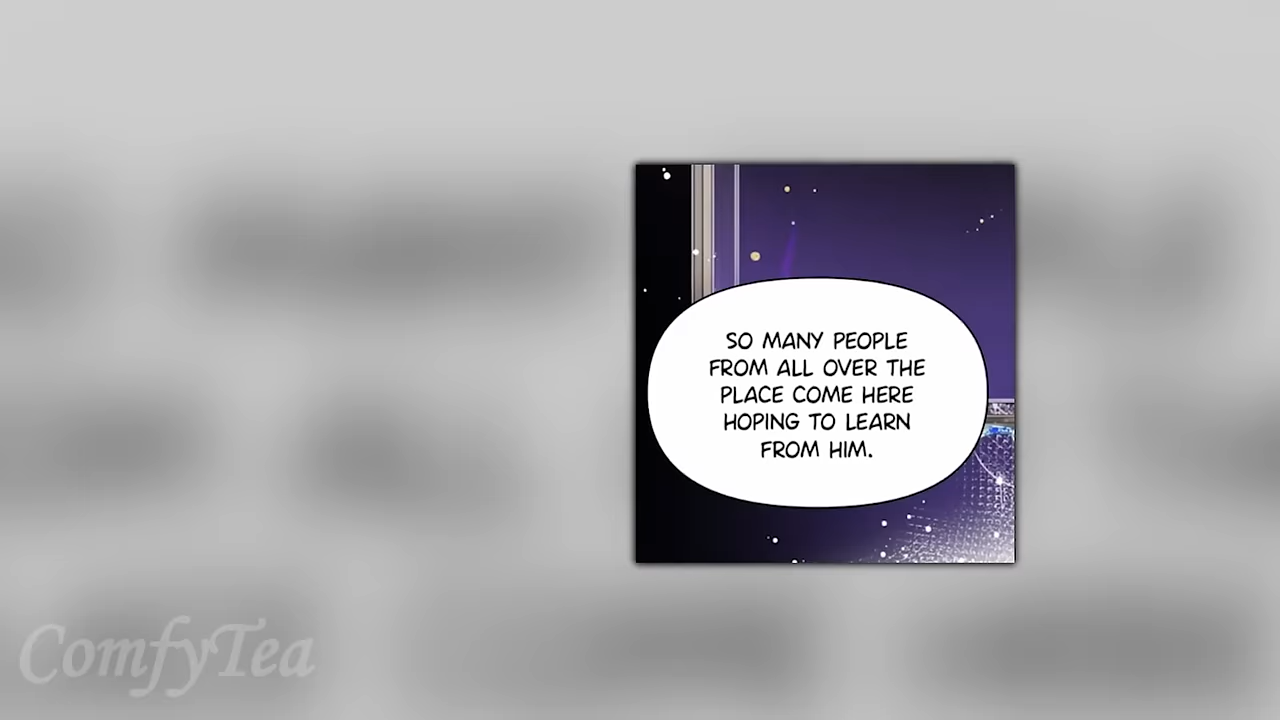 SO MANY PEOPLE
FROM ALL OVER THE
PLACE COME HERE
HOPING TO LEARN
FROM HIM.
ComfyTea